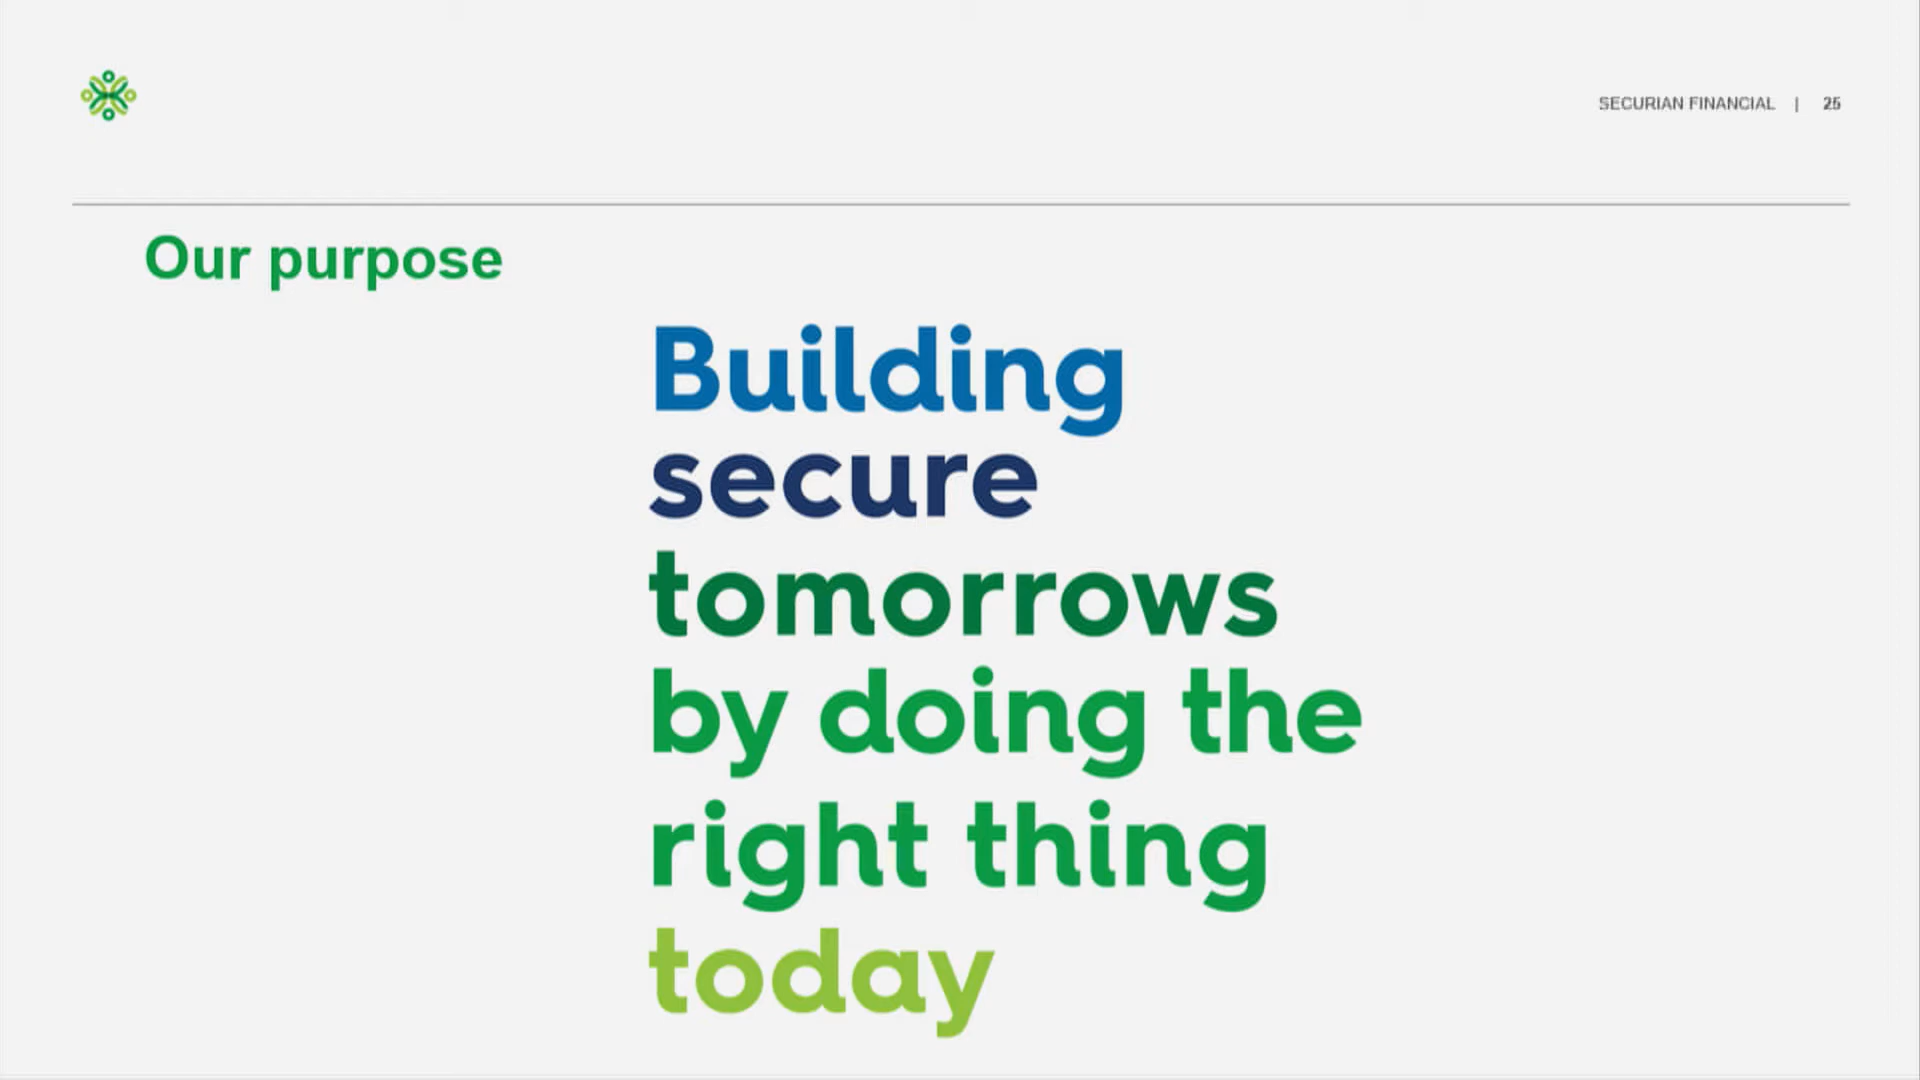 SECURIAN FINANCIAL | 25
Our purpose
Building
secure
tomorrows
by doing the
right thing
today